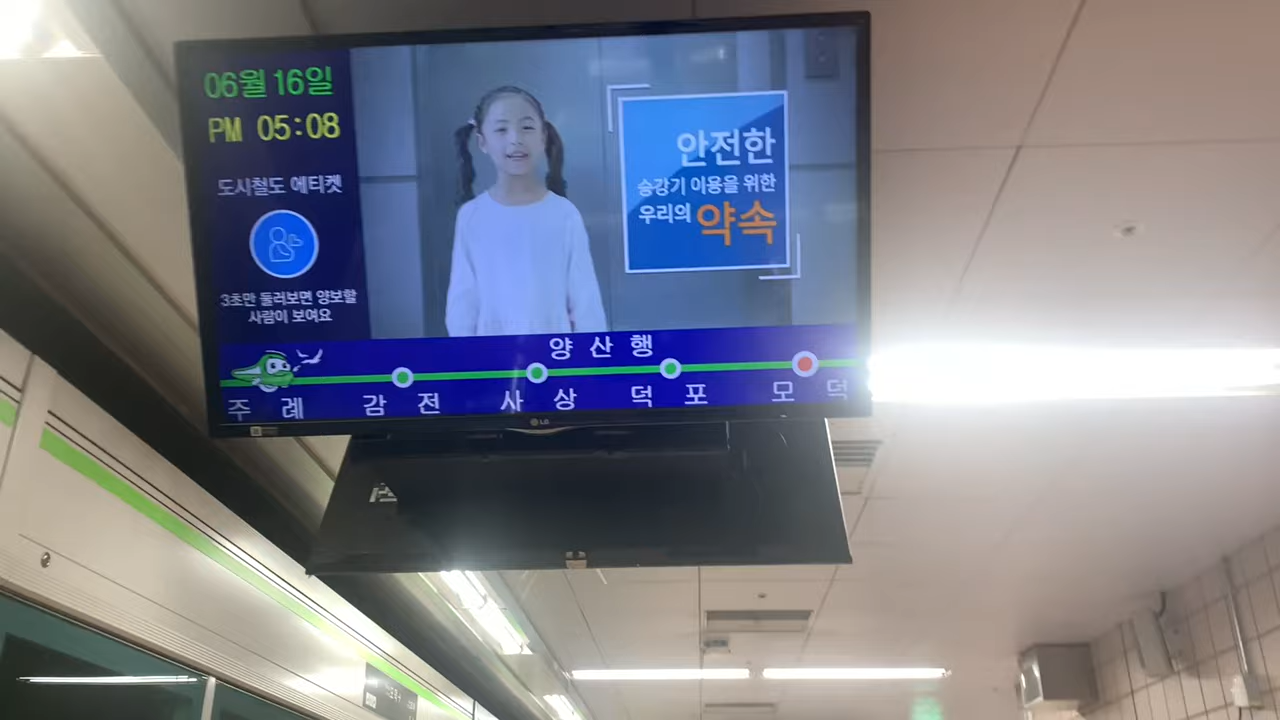 06월 16일
PM 05:08
도시철도 에티켓
3초만 둘러보면 양보할
사람이 보여요
안전한
승강기 이용을 위한
우리의 약속
양산행
주례 감전 사상 덕포 모덕
LG